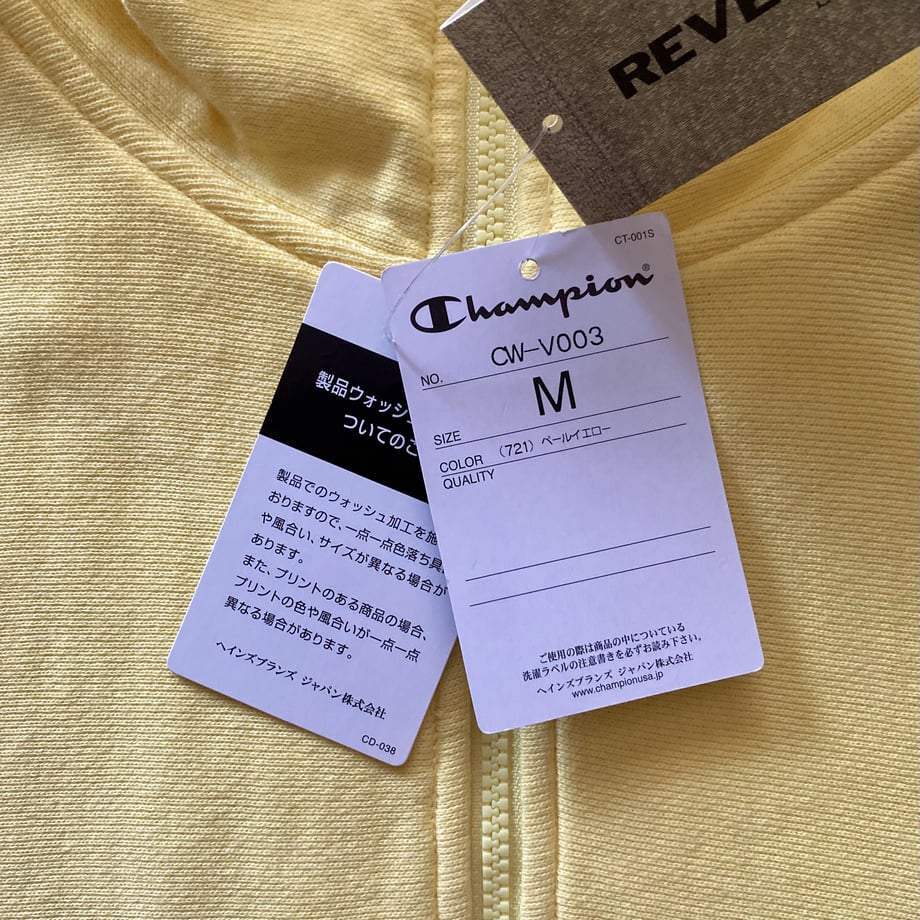 REVE
CT-001S
Champion®
NO. CW-V003
SIZE M
COLOR (721) ペールイエロー
QUALITY
ご使用の際は商品の中についている
洗濯ラベルの注意書きを必ずお読み下さい。
ヘインズブランズ ジャパン株式会社
www.championusa.jp
製品ウォッシュ
ついてのご
製品でのウォッシュ加工を施
おりますので、一点一点色落ち具
や風合い、サイズが異なる場合が
あります。
また、プリントのある商品の場合、
プリントの色や風合いが一点一点
異なる場合があります。
ヘインズブランズ ジャパン株式会社
CD-038